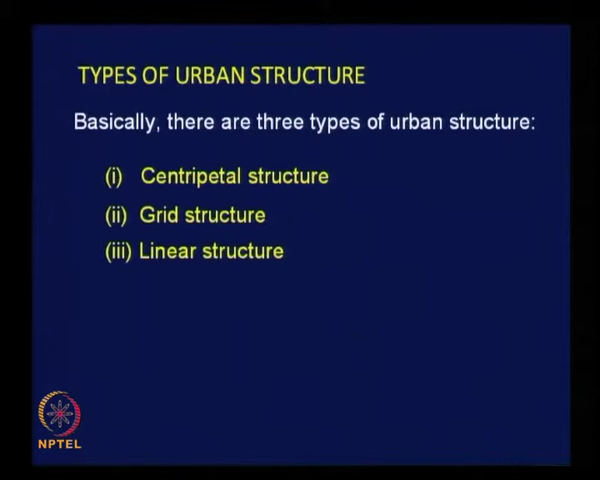 TYPES OF URBAN STRUCTURE
Basically, there are three types of urban structure:
(i) Centripetal structure
(ii) Grid structure
(iii) Linear structure
NPTEL